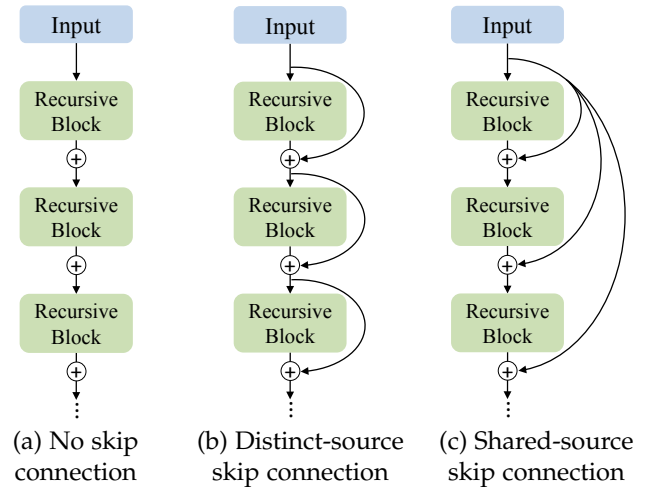 Input
Recursive
Block
+
Recursive
Block
+
Recursive
Block
+
(a) No skip
connection
Input
Recursive
Block
+
Recursive
Block
+
Recursive
Block
+
(b) Distinct-source
skip connection
Input
Recursive
Block
+
Recursive
Block
+
Recursive
Block
+
(c) Shared-source
skip connection